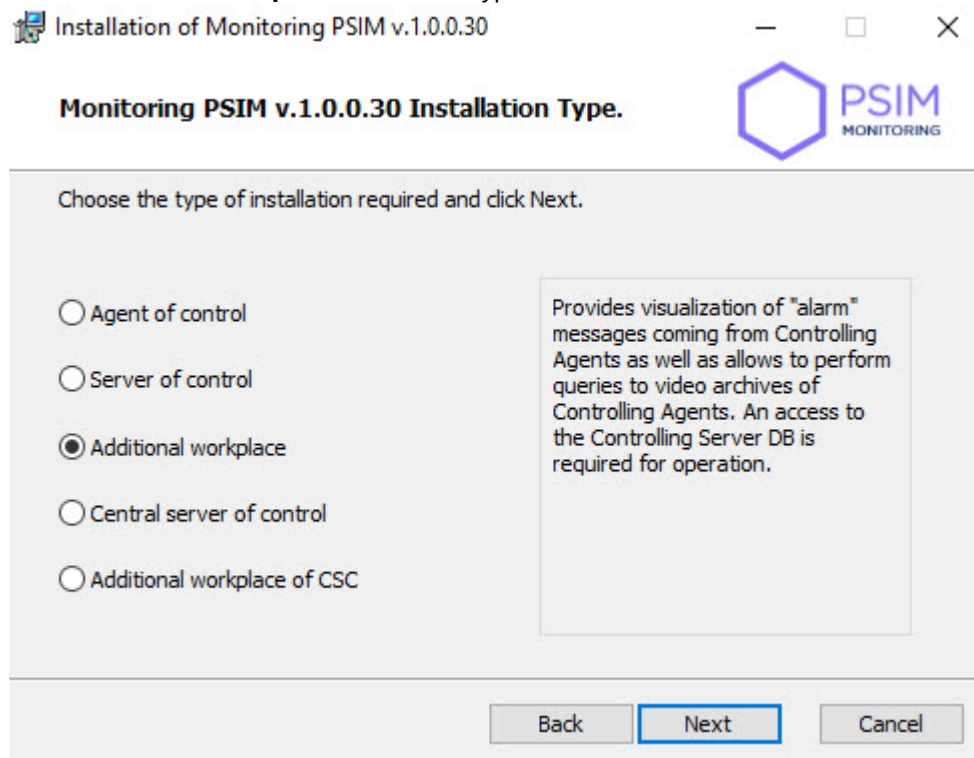 Installation of Monitoring PSIM v.1.0.0.30
Monitoring PSIM v.1.0.0.30 Installation Type.
PSIM
MONITORING
Choose the type of installation required and click Next.
Agent of control
Server of control
Additional workplace
Central server of control
Additional workplace of CSC
Provides visualization of "alarm"
messages coming from Controlling
Agents as well as allows to perform
queries to video archives of
Controlling Agents. An access to
the Controlling Server DB is
required for operation.
Back
Next
Cancel